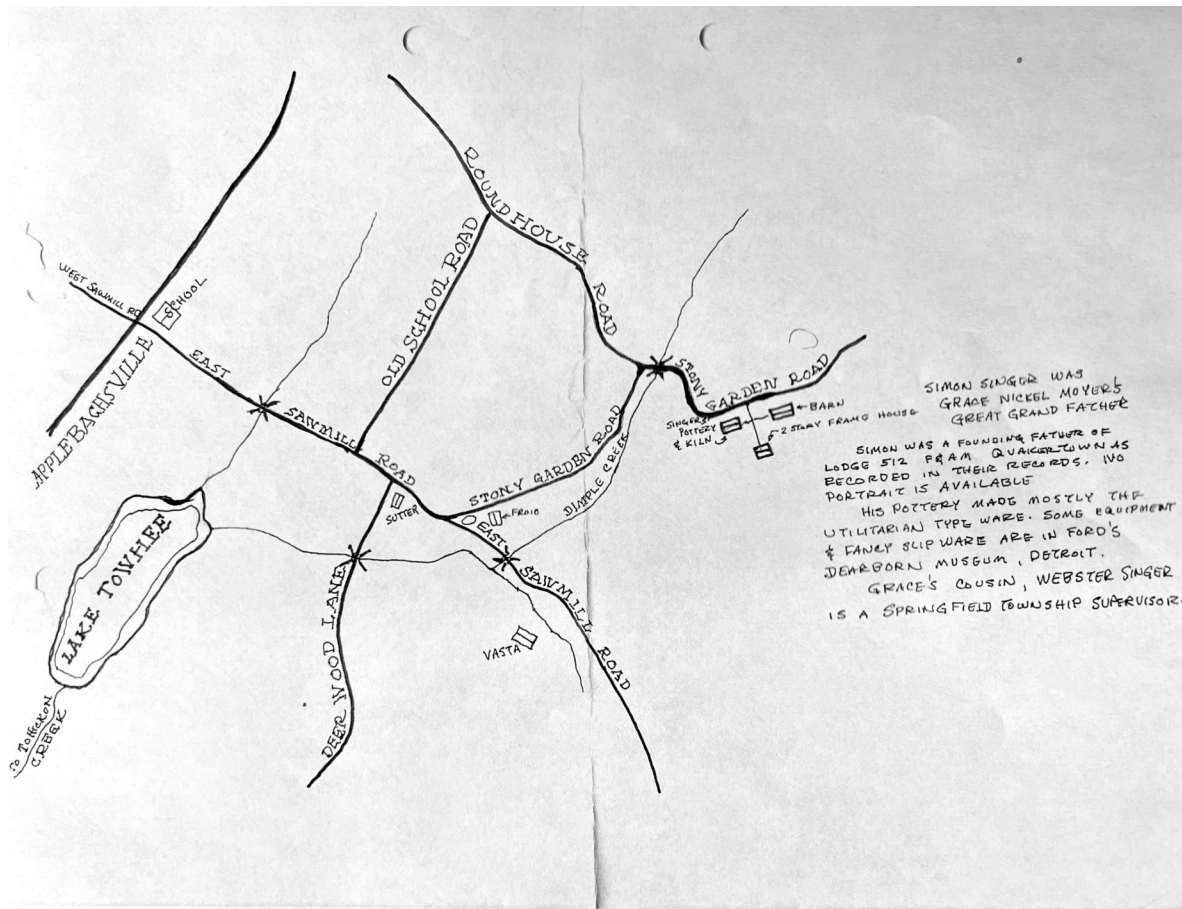 ROUND HOUSE ROAD
OLD SCHOOL ROAD
WEST SAWMILL RD
SCHOOL
APPLEBACHSVILLE
EAST SAWMILL ROAD
STONY GARDEN ROAD
STONY GARDEN ROAD
BARN
2 STORY FRAME HOUSE
SINGERS'
POTTERY
& KILN
DIMPLE CREEK
SUTTER
FROIO
EAST SAWMILL ROAD
VASTA
DEER WOOD LANE
LAKE TOWHEE
TO TOHICKON
CREEK
SIMON SINGER WAS
GRACE NICKEL MOYER'S
GREAT GRAND FATHER
SIMON WAS A FOUNDING FATHER OF
LODGE 512 F&AM QUAKERTOWN AS
RECORDED IN THEIR RECORDS. NO
PORTRAIT IS AVAILABLE
HIS POTTERY MADE MOSTLY THE
UTILITARIAN TYPE WARE. SOME EQUIPMENT
& FANCY SLIP WARE ARE IN FORD'S
DEARBORN MUSEUM, DETROIT.
GRACE'S COUSIN, WEBSTER SINGER
IS A SPRINGFIELD TOWNSHIP SUPERVISOR.